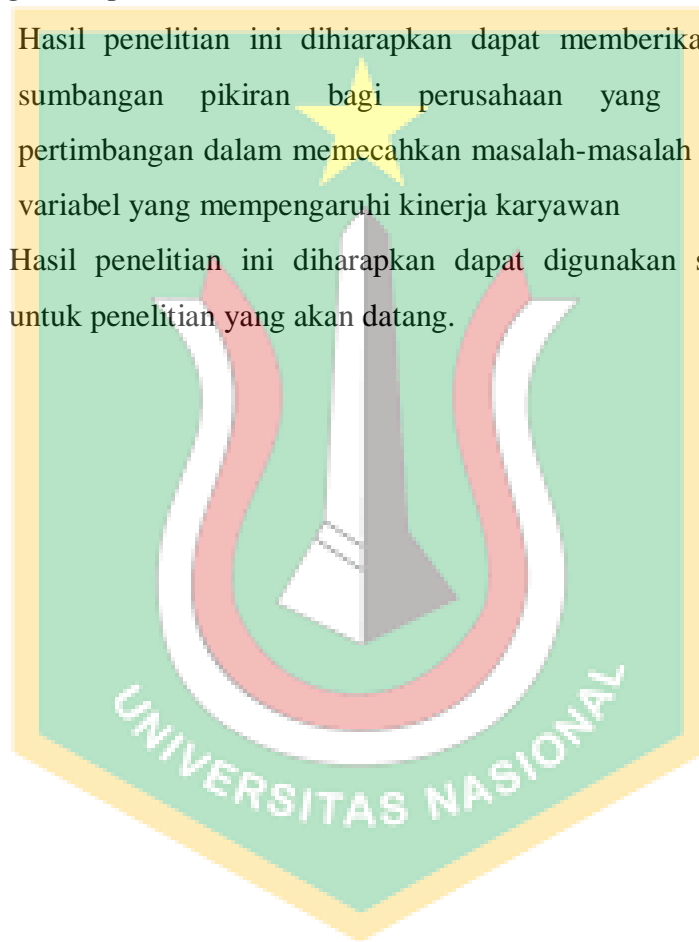 Hasil penelitian ini dihiarapkan dapat
sumbangan pikiran bagi perusahaan yang
pertimbangan dalam memecahkan masalah-masalah
variabel yang mempengaruhi kinerja karyawan
Hasil penelitian ini diharapkan dapat digunakan
untuk penelitian yang akan datang.
UNIVERSITAS NASIONAL